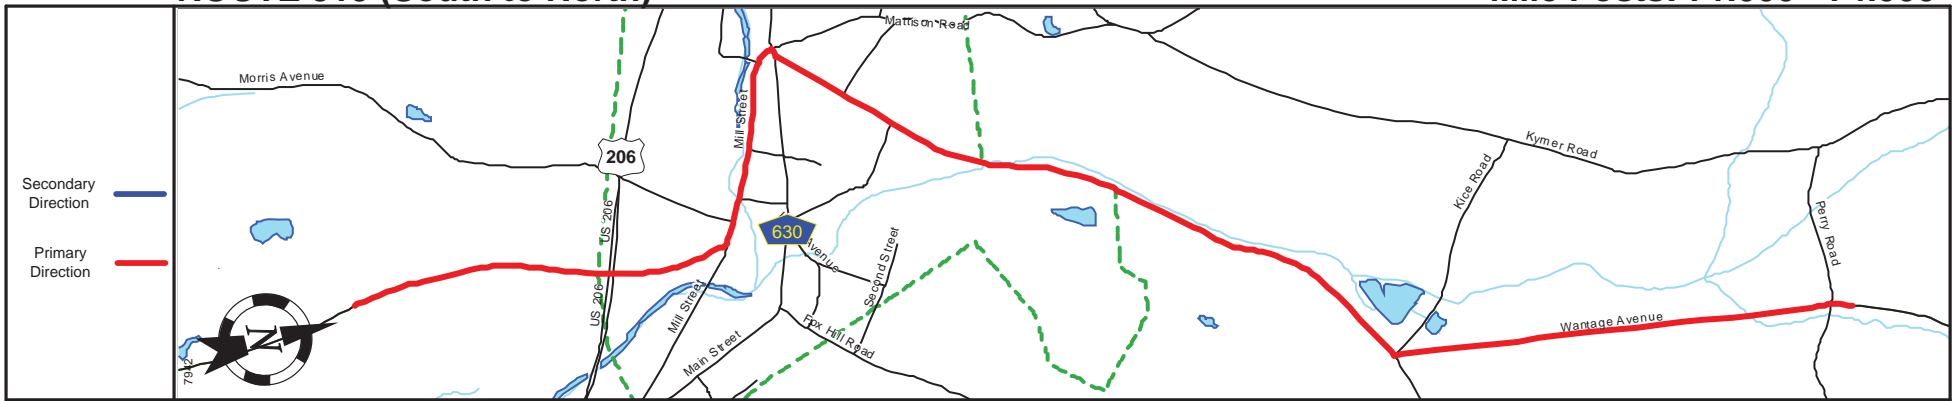 Secondary
Direction
Primary
Direction
Morris Avenue
206
US 206
US 206
Mill Street
Mill Street
Main Street
630
Avenue
Second Street
Fox Hill Road
Mattison Road
Kymer Road
Kice Road
Perry Road
Wantage Avenue
N
7942